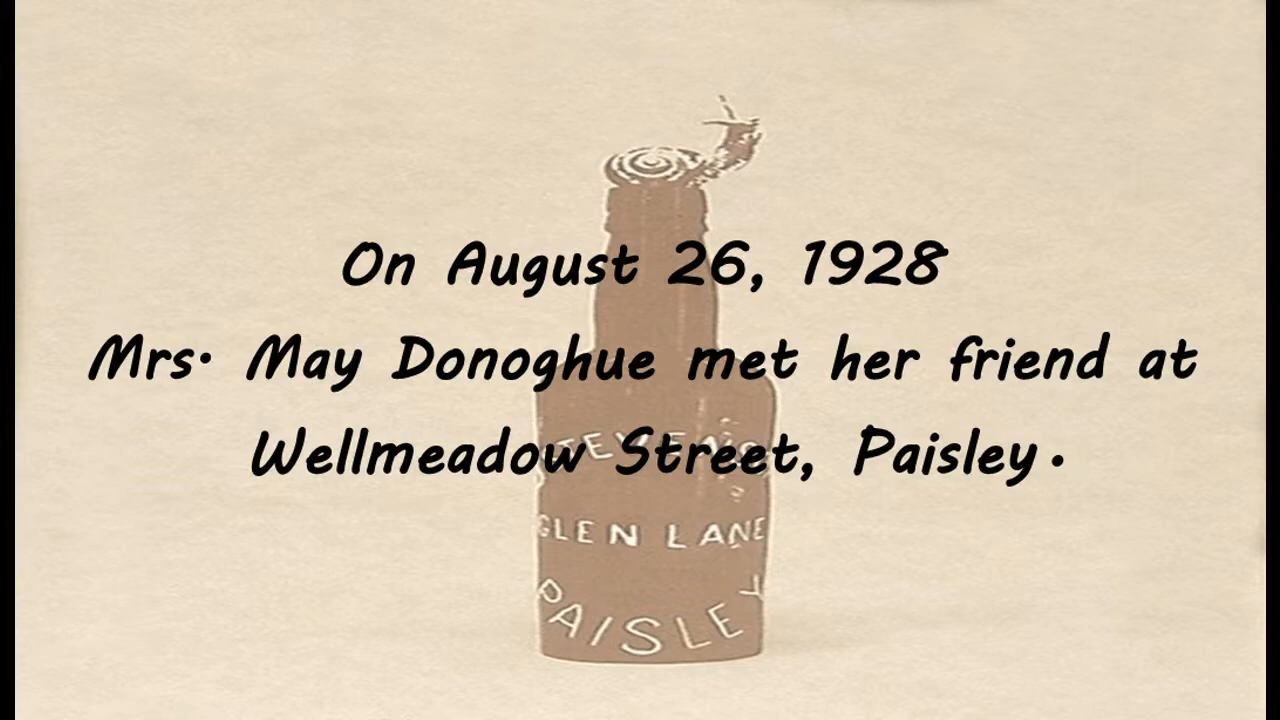 On August 26, 1928
Mrs. May Donoghue met her friend at
Wellmeadow Street, Paisley.
GLEN LANE
PAISLEY